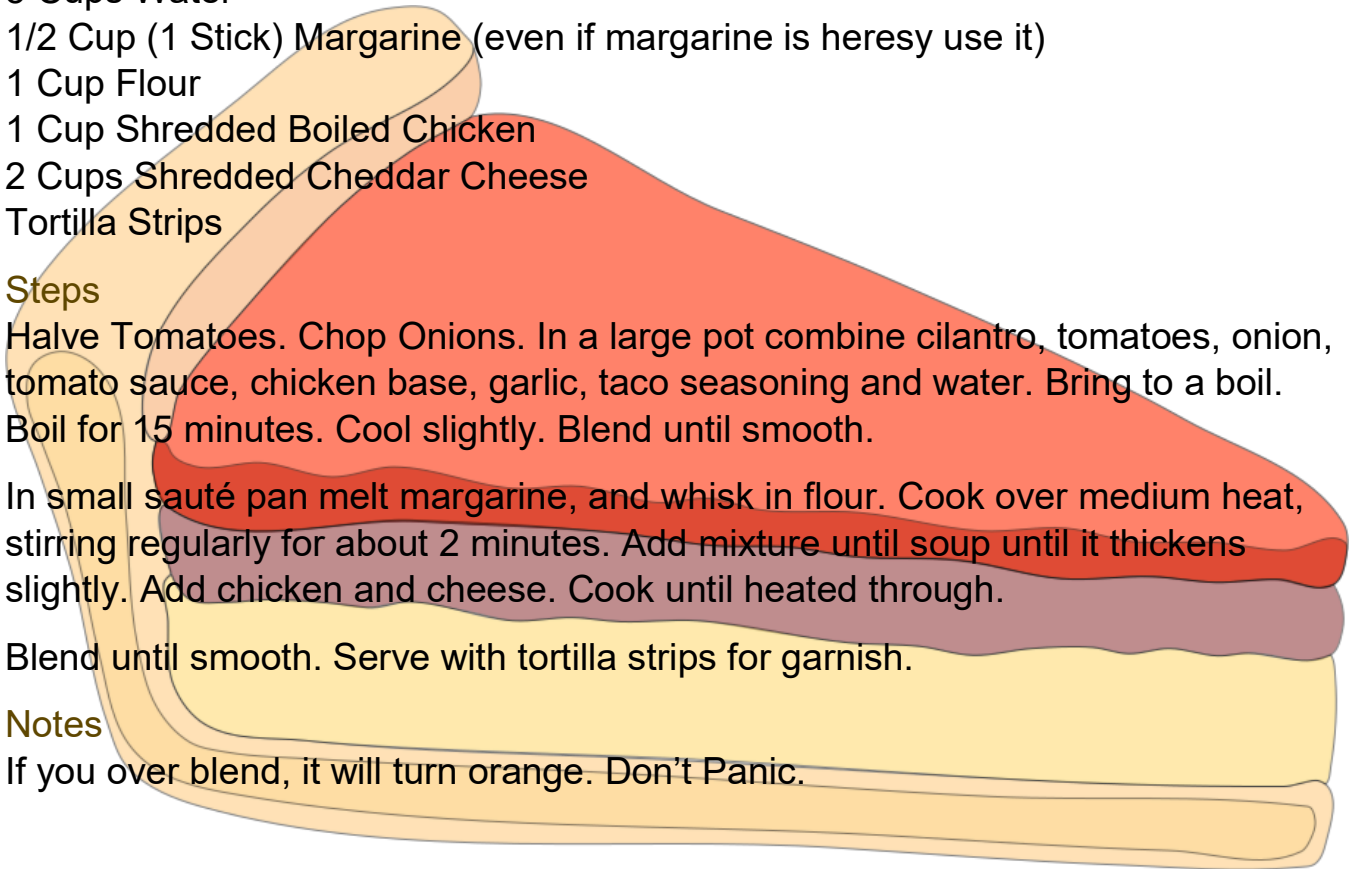 Cups Water
1/2 Cup (1 Stick) Margarine (even if margarine is heresy use it)
1 Cup Flour
1 Cup Shredded Boiled Chicken
2 Cups Shredded Cheddar Cheese
Tortilla Strips
Steps
Halve Tomatoes. Chop Onions. In a large pot combine cilantro, tomatoes, onion,
tomato sauce, chicken base, garlic, taco seasoning and water. Bring to a boil.
Boil for 15 minutes. Cool slightly. Blend until smooth.
In small sauté pan melt margarine, and whisk in flour. Cook over medium heat,
stirring regularly for about 2 minutes. Add mixture until soup until it thickens
slightly. Add chicken and cheese. Cook until heated through.
Blend until smooth. Serve with tortilla strips for garnish.
Notes
If you over blend, it will turn orange. Don’t Panic.